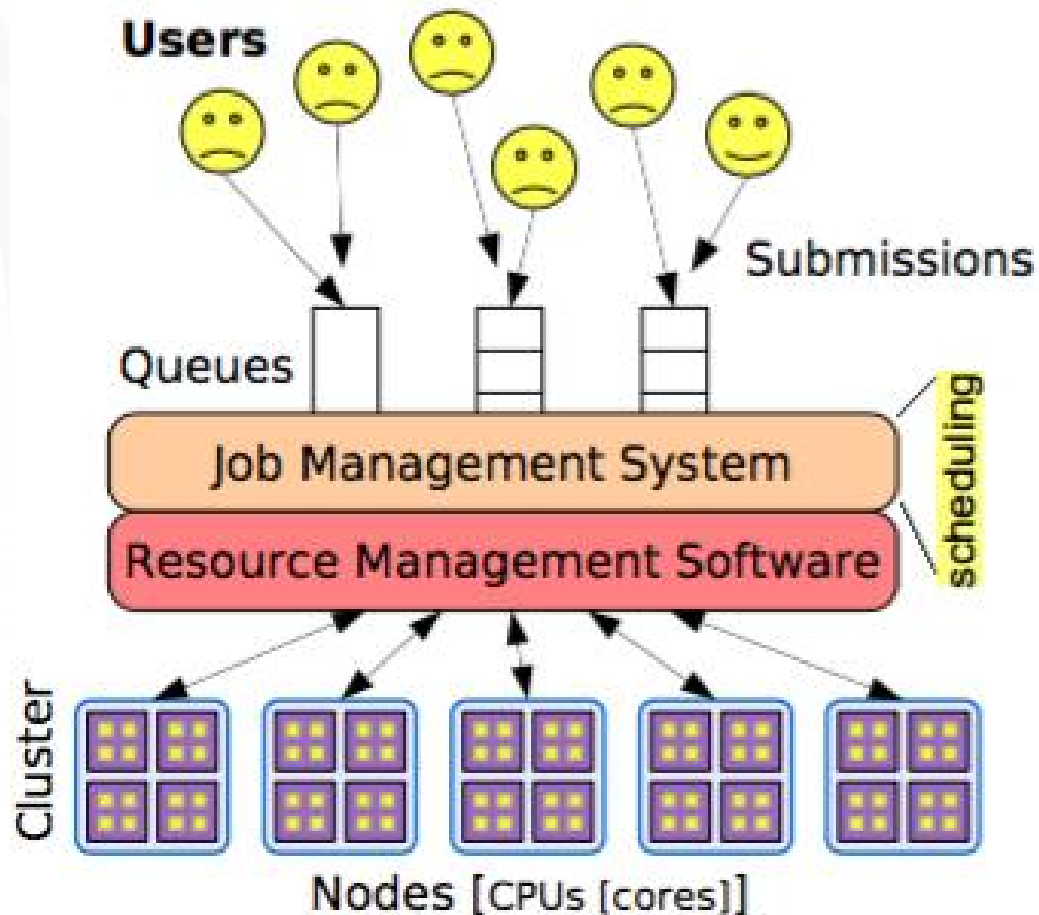 Users
Submissions
Queues
Job Management System
scheduling
Resource Management Software
Cluster
Nodes [CPUs [cores]]